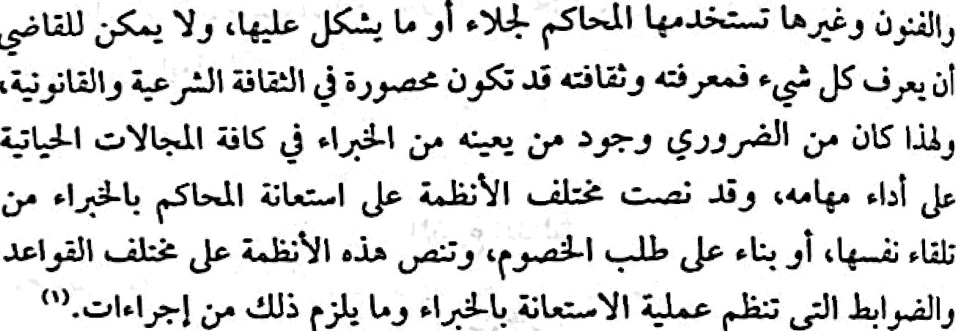 والفنون وغيرها تستخدمها المحاكم لجلاء أو ما يشكل عليها، ولا يمكن للقاضي
أن يعرف كل شيء فمعرفته وثقافته قد تكون محصورة في الثقافة الشرعية والقانونية،
ولهذا كان من الضروري وجود من يعينه من الخبراء في كافة المجالات الحياتية
على أداء مهامه، وقد نصت مختلف الأنظمة على استعانة المحاكم بالخبراء من
تلقاء نفسها، أو بناء على طلب الخصوم، وتنص هذه الأنظمة على مختلف القواعد
والضوابط التي تنظم عملية الاستعانة بالخبراء وما يلزم ذلك من إجراءات.(١)